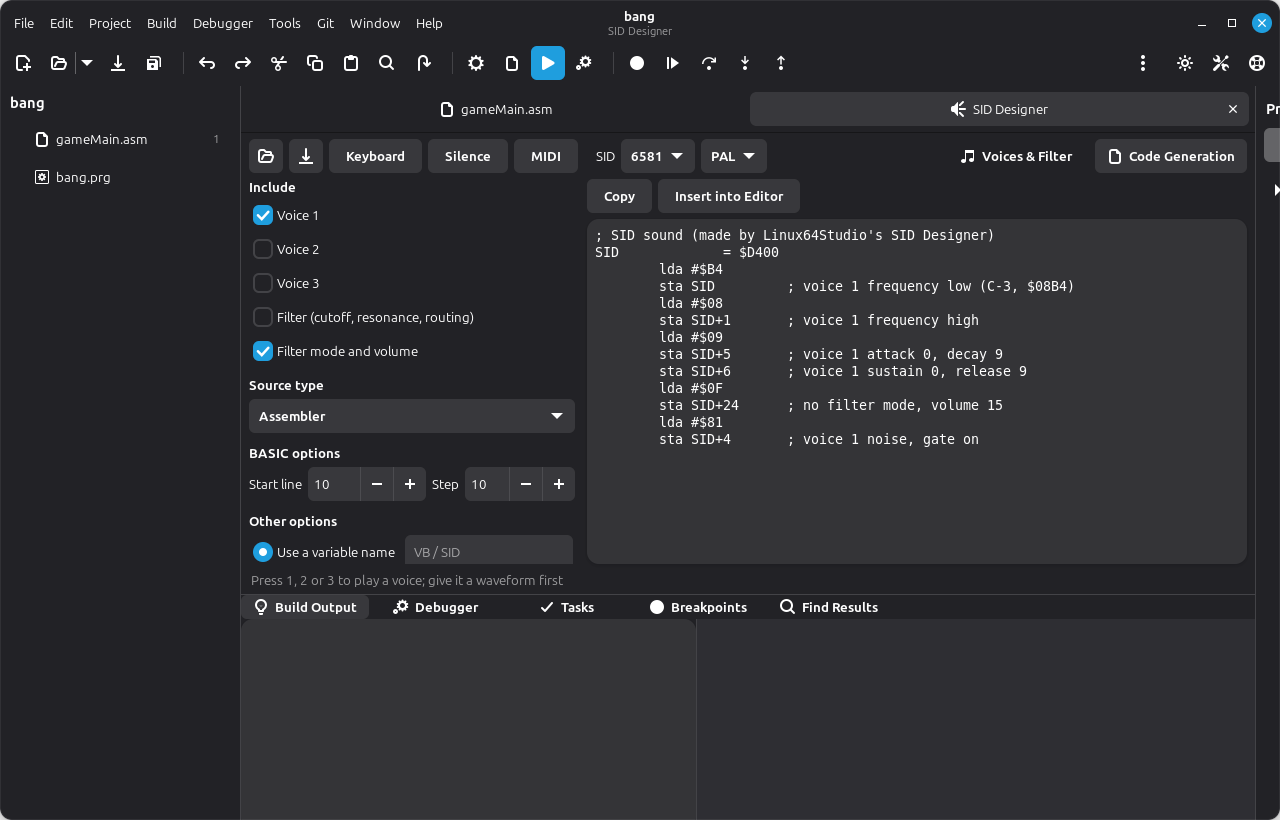 File Edit Project Build Debugger Tools Git Window Help
bang
SID Designer
bang
gameMain.asm 1
bang.prg
gameMain.asm
SID Designer
Pr
Keyboard Silence MIDI SID 6581 PAL Voices & Filter Code Generation
Include
Voice 1
Voice 2
Voice 3
Filter (cutoff, resonance, routing)
Filter mode and volume
Source type
Assembler
BASIC options
Start line 10 Step 10
Other options
Use a variable name VB / SID
Press 1, 2 or 3 to play a voice; give it a waveform first
Copy Insert into Editor
; SID sound (made by Linux64Studio's SID Designer)
SID             = $D400
        lda #$B4
        sta SID         ; voice 1 frequency low (C-3, $08B4)
        lda #$08
        sta SID+1       ; voice 1 frequency high
        lda #$09
        sta SID+5       ; voice 1 attack 0, decay 9
        sta SID+6       ; voice 1 sustain 0, release 9
        lda #$0F
        sta SID+24      ; no filter mode, volume 15
        lda #$81
        sta SID+4       ; voice 1 noise, gate on
Build Output Debugger Tasks Breakpoints Find Results